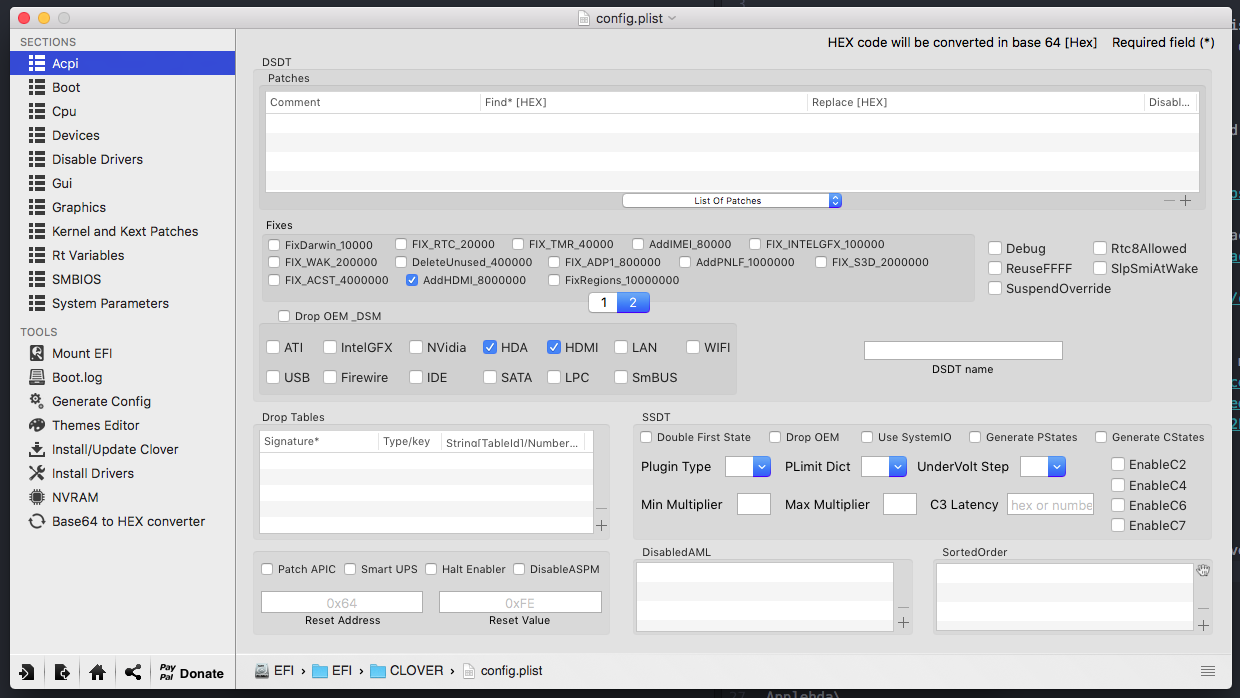 config.plist
SECTIONS
Acpi
Boot
Cpu
Devices
Disable Drivers
Gui
Graphics
Kernel and Kext Patches
Rt Variables
SMBIOS
System Parameters
TOOLS
Mount EFI
Boot.log
Generate Config
Themes Editor
Install/Update Clover
Install Drivers
NVRAM
Base64 to HEX converter
Pay Pal Donate
HEX code will be converted in base 64 [Hex] Required field (*)
DSDT
Patches
Comment Find* [HEX] Replace [HEX] Disabl...
List Of Patches
Fixes
FixDarwin_10000 FIX_RTC_20000 FIX_TMR_40000 AddIMEI_80000 FIX_INTELGFX_100000
FIX_WAK_200000 DeleteUnused_400000 FIX_ADP1_800000 AddPNLF_1000000 FIX_S3D_2000000
FIX_ACST_4000000 AddHDMI_8000000 FixRegions_10000000
1 2
Debug Rtc8Allowed
ReuseFFFF SlpSmiAtWake
SuspendOverride
Drop OEM _DSM
ATI IntelGFX NVidia HDA HDMI LAN WIFI
USB Firewire IDE SATA LPC SmBUS
DSDT name
Drop Tables
Signature* Type/key String[TableId]/Number...
SSDT
Double First State Drop OEM Use SystemIO Generate PStates Generate CStates
Plugin Type PLimit Dict UnderVolt Step
Min Multiplier Max Multiplier C3 Latency hex or numbe
EnableC2
EnableC4
EnableC6
EnableC7
Patch APIC Smart UPS Halt Enabler DisableASPM
0x64 0xFE
Reset Address Reset Value
DisabledAML SortedOrder
EFI › EFI › CLOVER › config.plist